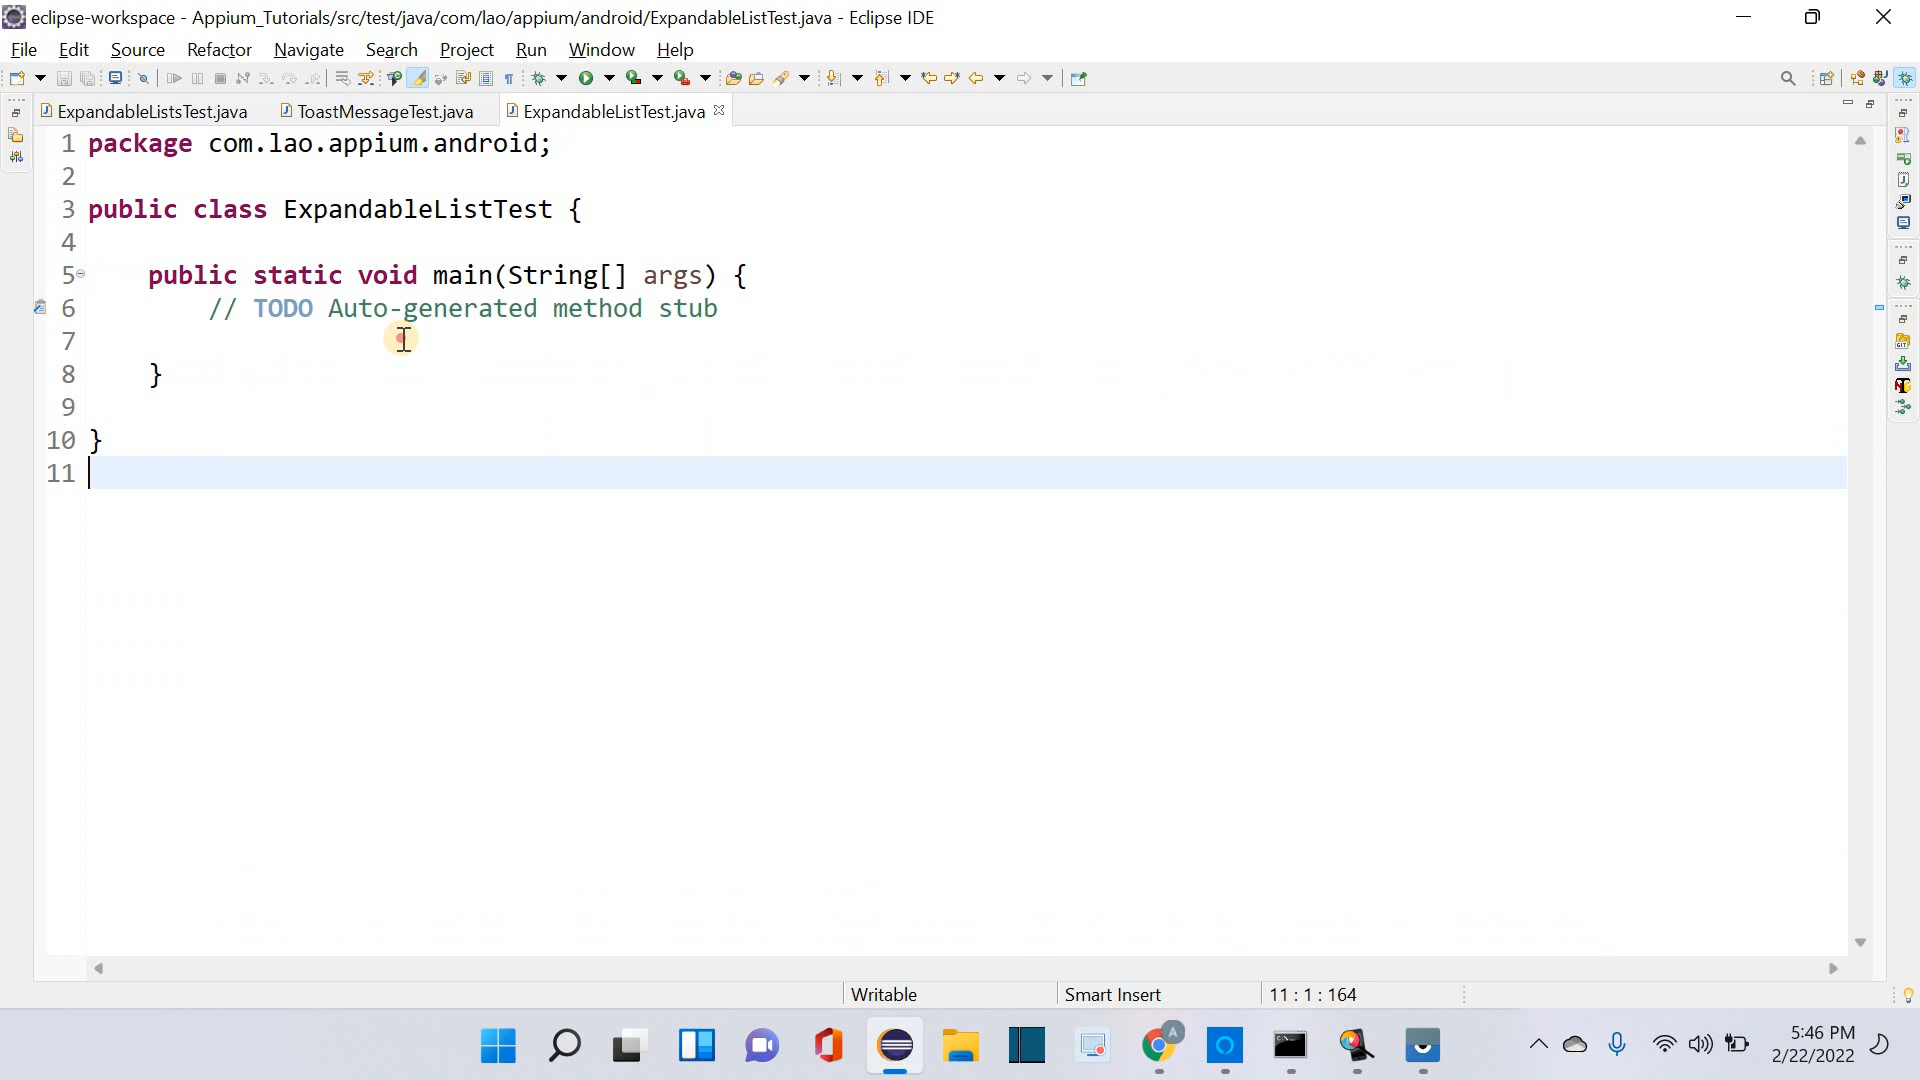 eclipse-workspace - Appium_Tutorials/src/test/java/com/lao/appium/android/ExpandableListTest.java - Eclipse IDE
File Edit Source Refactor Navigate Search Project Run Window Help
ExpandableListsTest.java ToastMessageTest.java ExpandableListTest.java
1 package com.lao.appium.android;
2
3 public class ExpandableListTest {
4
5 public static void main(String[] args) {
6 // TODO Auto-generated method stub
7
8 }
9
10 }
11
Writable Smart Insert 11 : 1 : 164
A
5:46 PM
2/22/2022